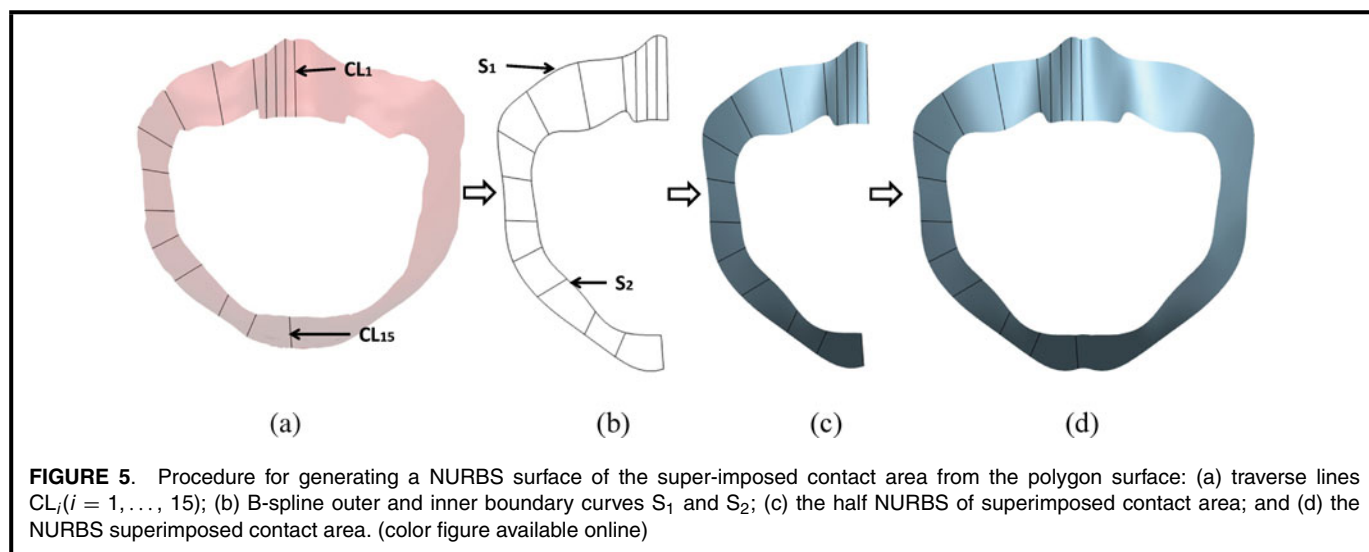 CL1
S1
S2
CL15
(a)
(b)
(c)
(d)
FIGURE 5. Procedure for generating a NURBS surface of the super-imposed contact area from the polygon surface: (a) traverse lines
CLi(i = 1, . . . , 15); (b) B-spline outer and inner boundary curves S1 and S2; (c) the half NURBS of superimposed contact area; and (d) the
NURBS superimposed contact area. (color figure available online)